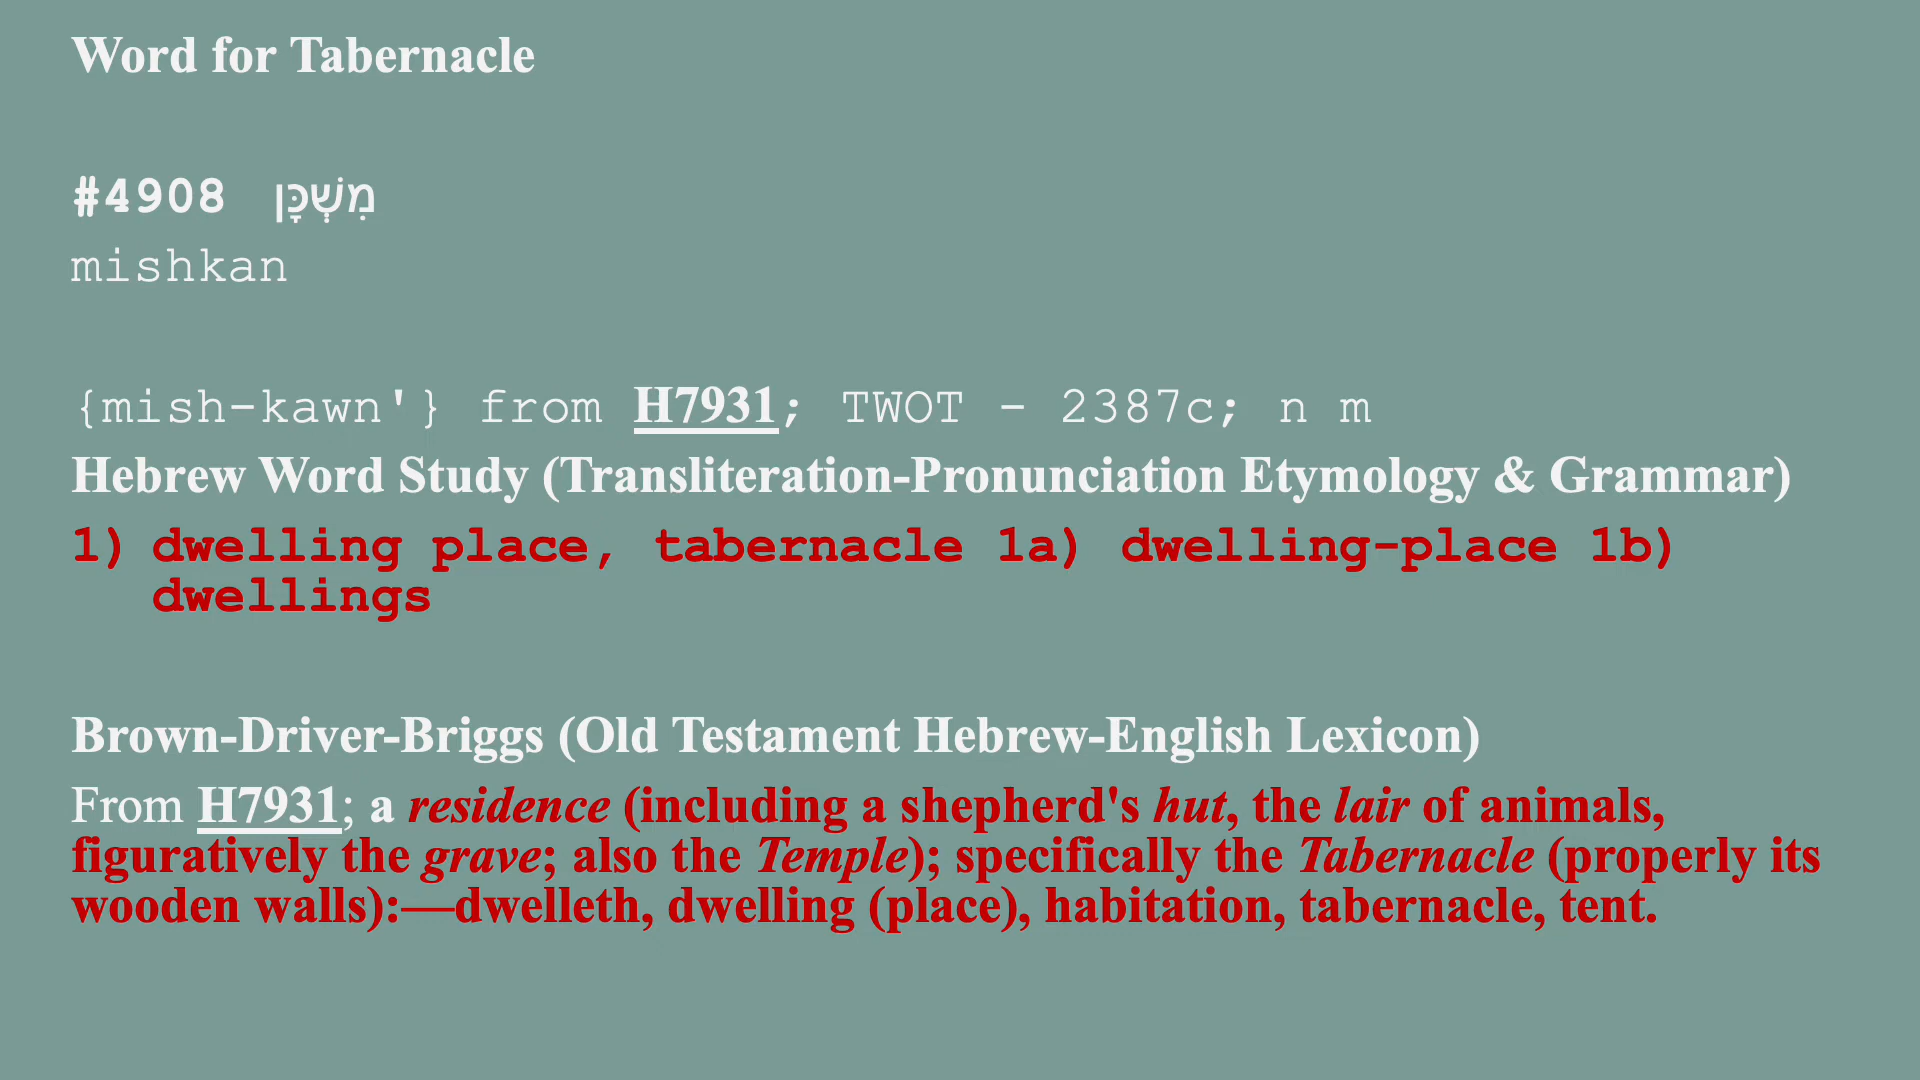 Word for Tabernacle
#4908 מִשְׁכָּן
mishkan
{mish-kawn'} from H7931; TWOT - 2387c; n m
Hebrew Word Study (Transliteration-Pronunciation Etymology & Grammar)
1) dwelling place, tabernacle 1a) dwelling-place 1b)
dwellings
Brown-Driver-Briggs (Old Testament Hebrew-English Lexicon)
From H7931; a residence (including a shepherd's hut, the lair of animals,
figuratively the grave; also the Temple); specifically the Tabernacle (properly its
wooden walls):—dwelleth, dwelling (place), habitation, tabernacle, tent.